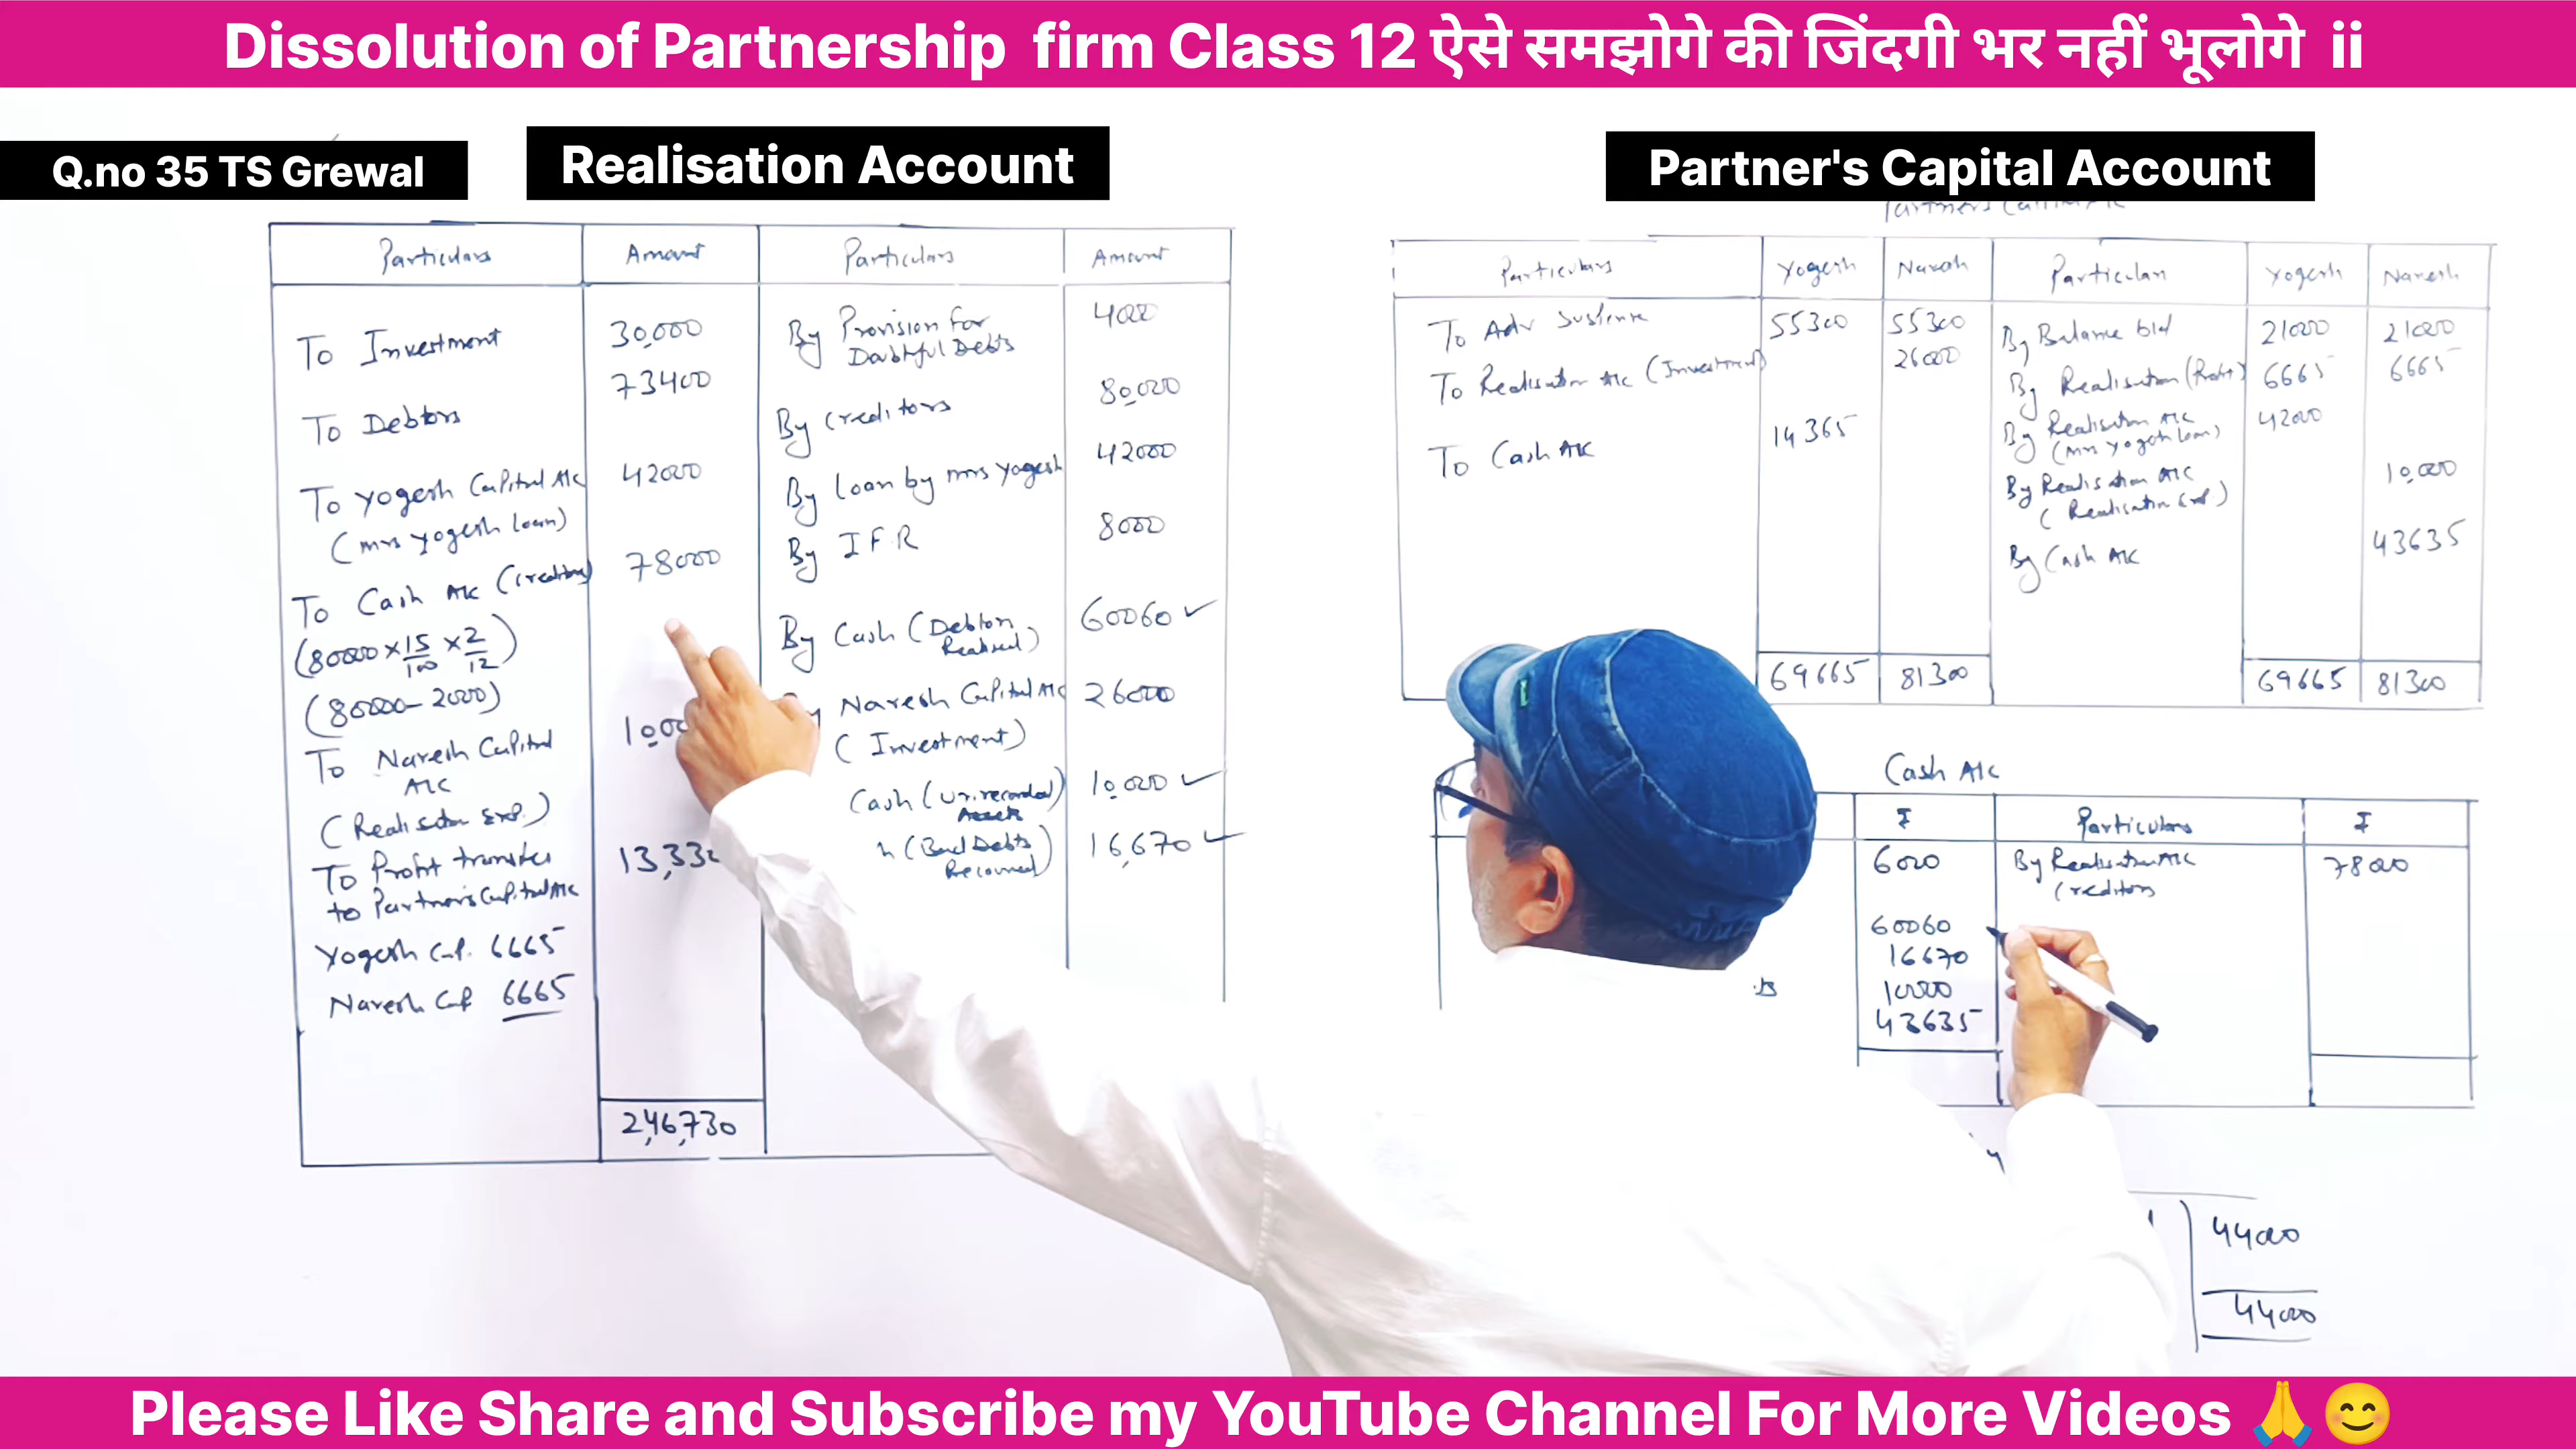 Dissolution of Partnership firm Class 12 ऐसे समझोगे की जिंदगी भर नहीं भूलोगे ii
Q.no 35 TS Grewal
Realisation Account
Particulars Amount Particulars Amount
To Investment 30,000 By Provision for Doubtful Debts 4000
To Debtors 73400 By Creditors 80,000
To Yogesh Capital A/c 42000 By Loan by mrs Yogesh 42000
(mrs Yogesh loan) By I F R 8000
To Cash A/c (Creditors) 78000 By Cash (Debtors Realised) 60060 ✓
(80000 × 15/100 × 2/12)
(80000 - 2000) Naresh Capital A/c 26000
To Naresh Capital A/c (Investment)
(Realisation Exp.) Cash (Unrecorded Assets) 10,000 ✓
To Profit transfer (Bad Debts Recovered) 16,670 ✓
to Partner's Capital A/c
Yogesh Cap. 6665
Naresh Cap 6665
2,46,730
Partner's Capital Account
Particulars Yogesh Naresh Particulars Yogesh Naresh
To Adv Suspense 55300 55300 By Balance b/d 21000 21000
To Realisation A/c (Investment) 26000 By Realisation (Profit) 6665 6665
To Cash A/c 14365 By Realisation A/c (Mrs Yogesh loan) 42000
By Realisation A/c (Realisation Exp.) 10,000
By Cash A/c 43635
69665 81300 69665 81300
Cash A/c
₹ Particulars ₹
6000 By Realisation A/c 78000
Creditors
60060
16670
10000
43635
44000
44000
Please Like Share and Subscribe my YouTube Channel For More Videos 🙏😊